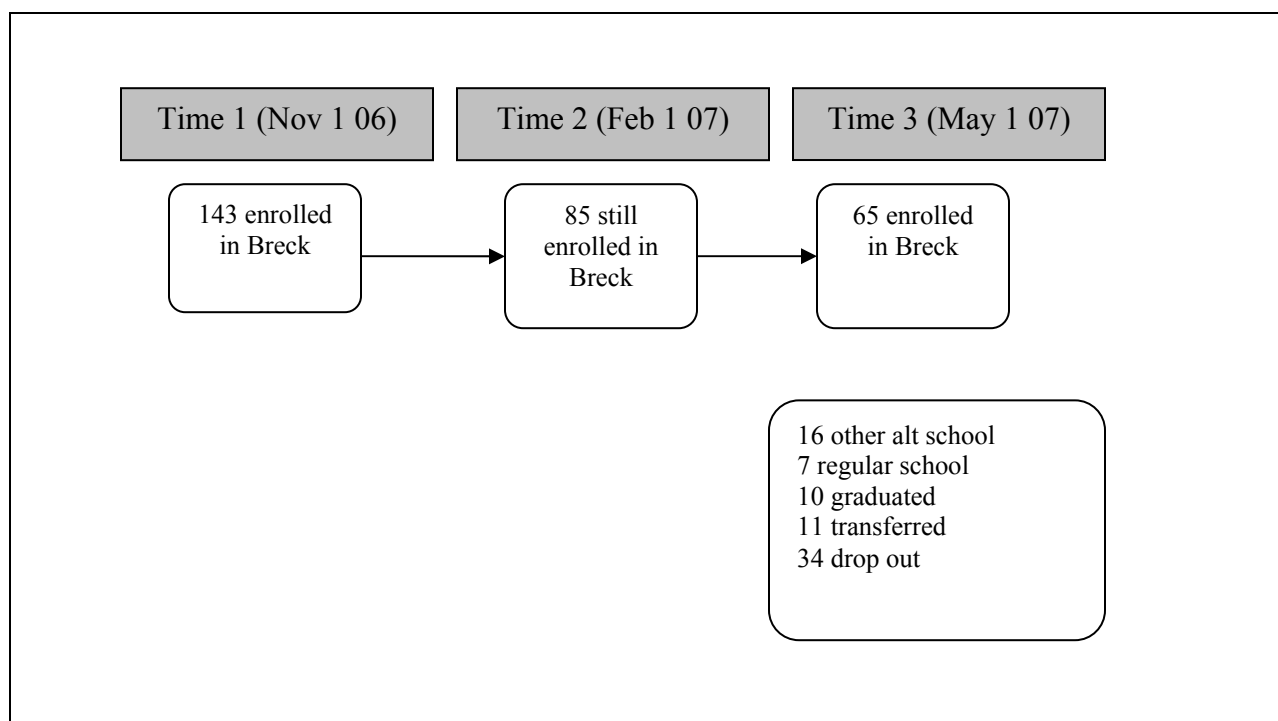 Time 1 (Nov 1 06)
Time 2 (Feb 1 07)
Time 3 (May 1 07)
143 enrolled
in Breck
85 still
enrolled in
Breck
65 enrolled
in Breck
16 other alt school
7 regular school
10 graduated
11 transferred
34 drop out